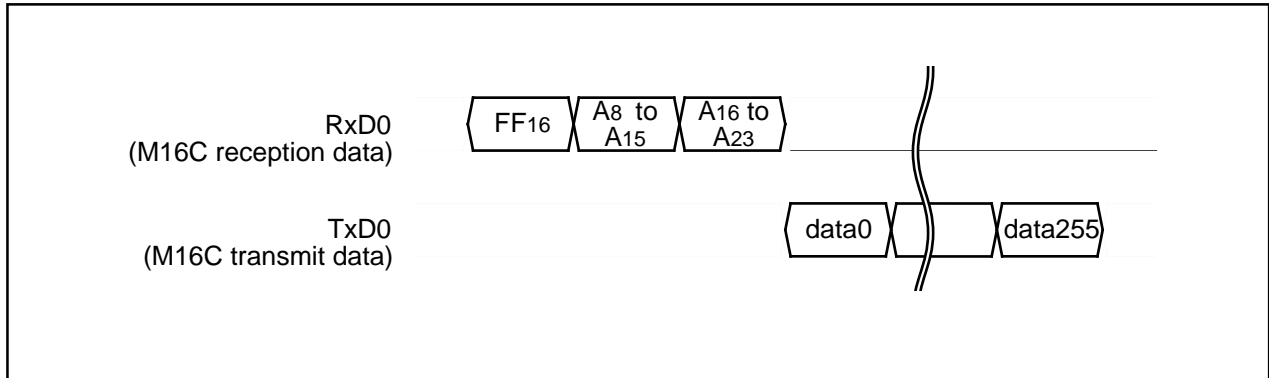 RxD0
(M16C reception data)
FF16
A8 to
A15
A16 to
A23
TxD0
(M16C transmit data)
data0
data255